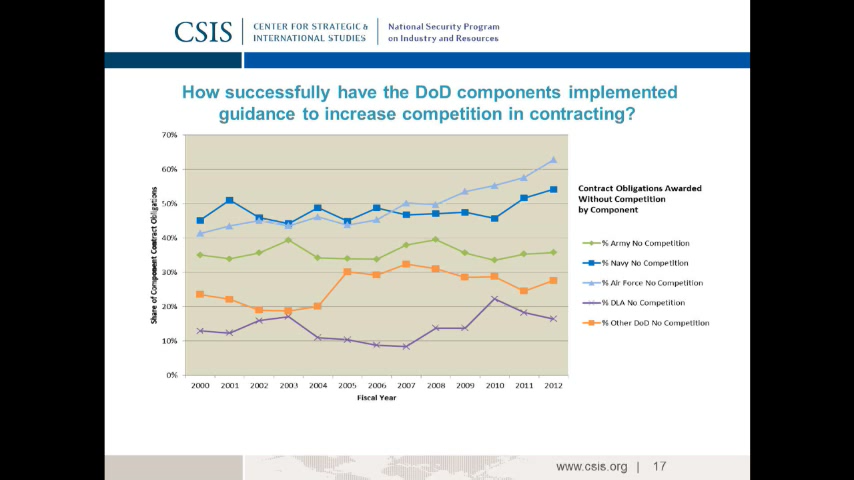 CSIS
CENTER FOR STRATEGIC &
INTERNATIONAL STUDIES
National Security Program
on Industry and Resources
How successfully have the DoD components implemented
guidance to increase competition in contracting?
70%
60%
50%
40%
30%
20%
10%
0%
Share of Component Contract Obligations
2000 2001 2002 2003 2004 2005 2006 2007 2008 2009 2010 2011 2012
Fiscal Year
Contract Obligations Awarded
Without Competition
by Component
% Army No Competition
% Navy No Competition
% Air Force No Competition
% DLA No Competition
% Other DoD No Competition
www.csis.org | 17